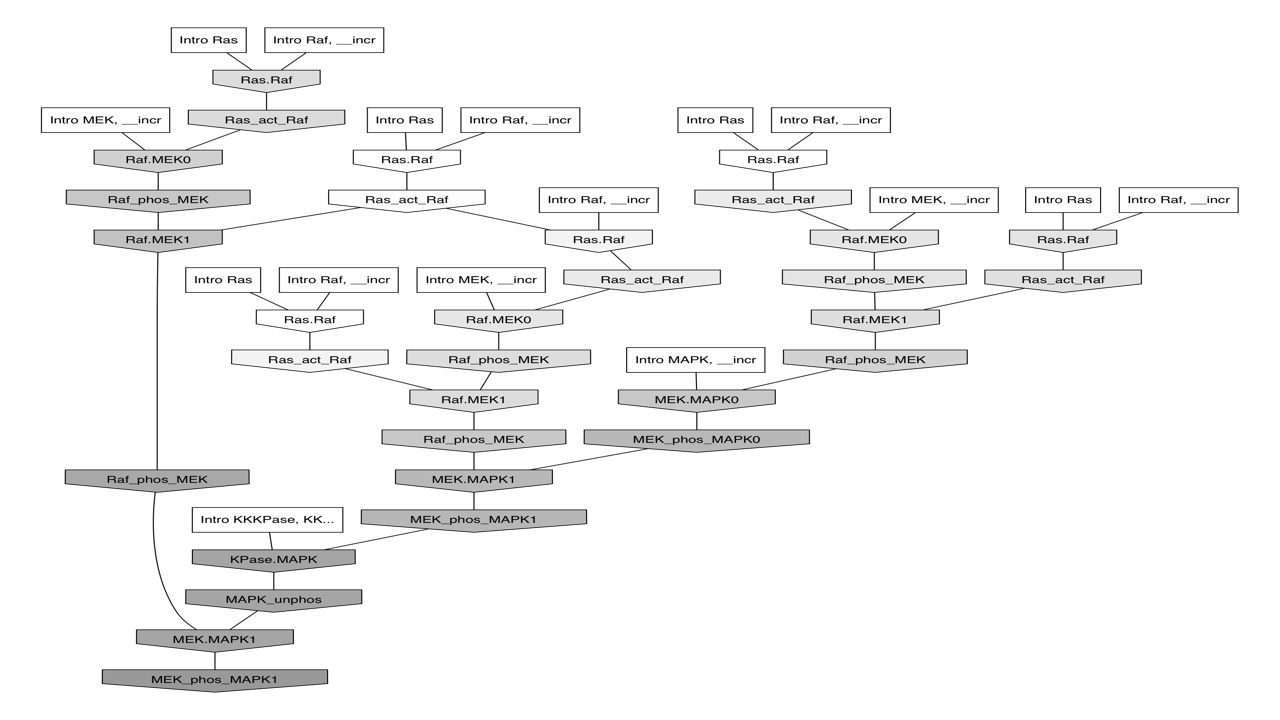 Intro Ras
Intro Raf, __incr
Ras.Raf
Intro MEK, __incr
Ras_act_Raf
Intro Ras
Intro Raf, __incr
Intro Ras
Intro Raf, __incr
Raf.MEK0
Ras.Raf
Ras.Raf
Raf_phos_MEK
Ras_act_Raf
Intro Raf, __incr
Ras_act_Raf
Intro MEK, __incr
Intro Ras
Intro Raf, __incr
Raf.MEK1
Ras.Raf
Raf.MEK0
Ras.Raf
Intro Ras
Intro Raf, __incr
Intro MEK, __incr
Ras_act_Raf
Raf_phos_MEK
Ras_act_Raf
Ras.Raf
Raf.MEK0
Raf.MEK1
Ras_act_Raf
Raf_phos_MEK
Intro MAPK, __incr
Raf_phos_MEK
Raf.MEK1
MEK.MAPK0
Raf_phos_MEK
MEK_phos_MAPK0
Raf_phos_MEK
MEK.MAPK1
Intro KKKPase, KK...
MEK_phos_MAPK1
KPase.MAPK
MAPK_unphos
MEK.MAPK1
MEK_phos_MAPK1